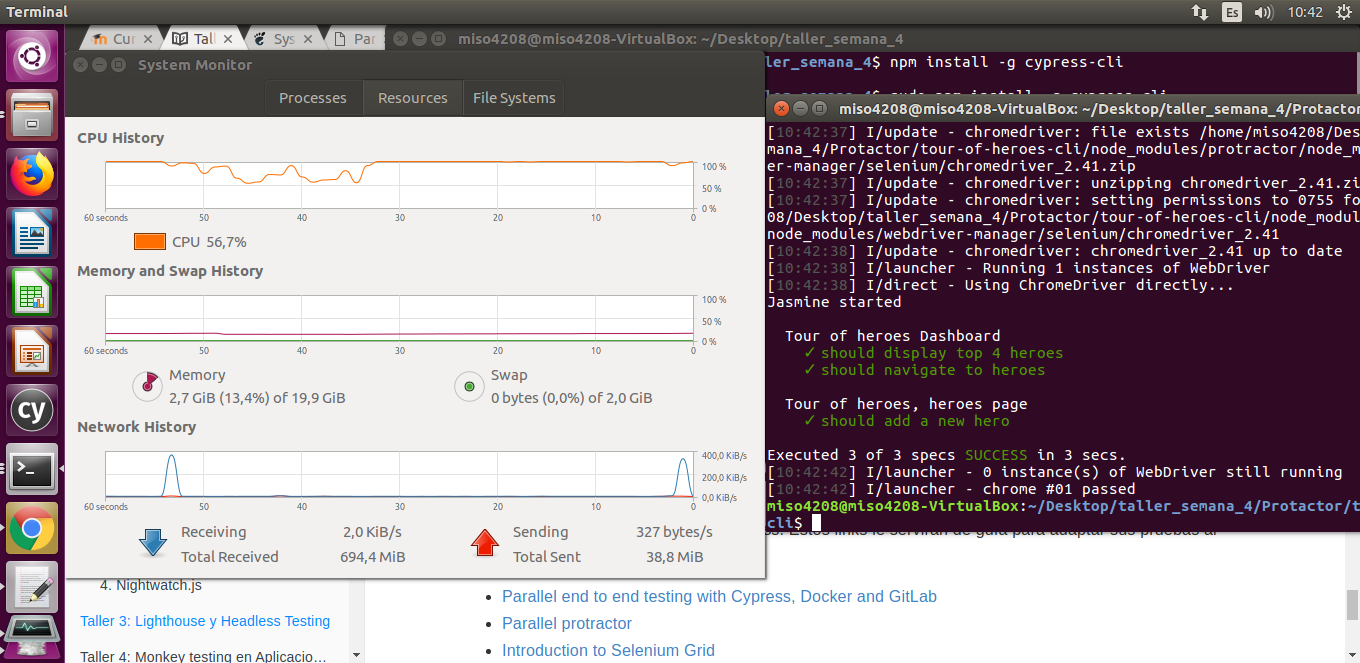 Terminal
Es
10:42
Cur
Tall
Sys
Par
miso4208@miso4208-VirtualBox: ~/Desktop/taller_semana_4
System Monitor
Processes
Resources
File Systems
CPU History
100 %
50 %
0 %
60 seconds 50 40 30 20 10 0
CPU 56,7%
Memory and Swap History
100 %
50 %
0 %
60 seconds 50 40 30 20 10 0
Memory
2,7 GiB (13,4%) of 19,9 GiB
Swap
0 bytes (0,0%) of 2,0 GiB
Network History
400,0 KiB/s
200,0 KiB/s
0,0 KiB/s
60 seconds 50 40 30 20 10 0
Receiving 2,0 KiB/s
Total Received 694,4 MiB
Sending 327 bytes/s
Total Sent 38,8 MiB
ler_semana_4$ npm install -g cypress-cli
miso4208@miso4208-VirtualBox: ~/Desktop/taller_semana_4/Protactor
[10:42:37] I/update - chromedriver: file exists /home/miso4208/Des
mana_4/Protactor/tour-of-heroes-cli/node_modules/protractor/node_m
er-manager/selenium/chromedriver_2.41.zip
[10:42:37] I/update - chromedriver: unzipping chromedriver_2.41.zi
[10:42:37] I/update - chromedriver: setting permissions to 0755 fo
08/Desktop/taller_semana_4/Protactor/tour-of-heroes-cli/node_modul
node_modules/webdriver-manager/selenium/chromedriver_2.41
[10:42:38] I/update - chromedriver: chromedriver_2.41 up to date
[10:42:38] I/launcher - Running 1 instances of WebDriver
[10:42:38] I/direct - Using ChromeDriver directly...
Jasmine started
Tour of heroes Dashboard
✓ should display top 4 heroes
✓ should navigate to heroes
Tour of heroes, heroes page
✓ should add a new hero
Executed 3 of 3 specs SUCCESS in 3 secs.
[10:42:42] I/launcher - 0 instance(s) of WebDriver still running
[10:42:42] I/launcher - chrome #01 passed
miso4208@miso4208-VirtualBox:~/Desktop/taller_semana_4/Protactor/t
cli$
cy
4. Nightwatch.js
Taller 3: Lighthouse y Headless Testing
Taller 4: Monkey testing en Aplicacio…
Parallel end to end testing with Cypress, Docker and GitLab
Parallel protractor
Introduction to Selenium Grid